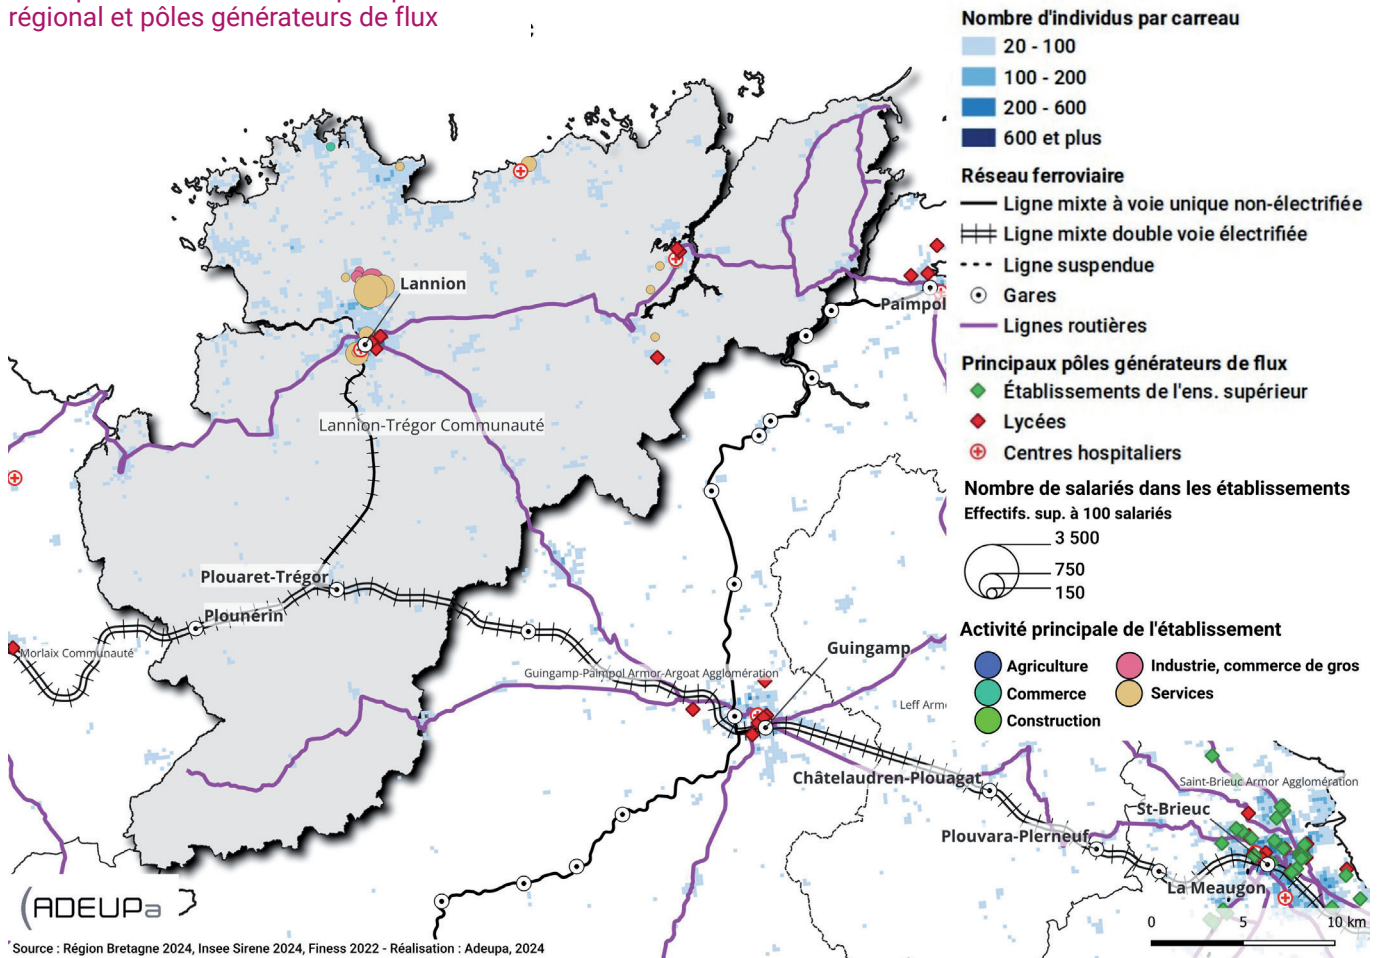 régional et pôles générateurs de flux
Nombre d'individus par carreau
20 - 100
100 - 200
200 - 600
600 et plus
Réseau ferroviaire
Ligne mixte à voie unique non-électrifiée
Ligne mixte double voie électrifiée
Ligne suspendue
Gares
Lignes routières
Principaux pôles générateurs de flux
Établissements de l'ens. supérieur
Lycées
Centres hospitaliers
Nombre de salariés dans les établissements
Effectifs. sup. à 100 salariés
3 500
750
150
Activité principale de l'établissement
Agriculture
Industrie, commerce de gros
Commerce
Services
Construction
Lannion
Paimpol
Lannion-Trégor Communauté
Plouaret-Trégor
Plounérin
Morlaix Communauté
Guingamp
Guingamp-Paimpol Armor-Argoat Agglomération
Leff Arm
Châtelaudren-Plouagat
Saint-Brieuc Armor Agglomération
St-Brieuc
Plouvara-Plerneuf
La Meaugon
0 5 10 km
ADEUPa
Source : Région Bretagne 2024, Insee Sirene 2024, Finess 2022 - Réalisation : Adeupa, 2024